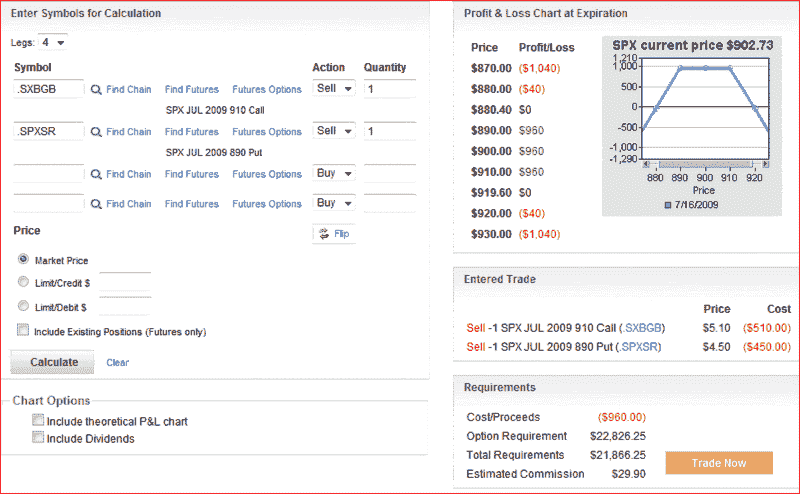 Enter Symbols for Calculation
Legs: 4
Symbol Action Quantity
.SXBGB Find Chain Find Futures Futures Options Sell 1
SPX JUL 2009 910 Call
.SPXSR Find Chain Find Futures Futures Options Sell 1
SPX JUL 2009 890 Put
Find Chain Find Futures Futures Options Buy
Find Chain Find Futures Futures Options Buy
Price Flip
Market Price
Limit/Credit $
Limit/Debit $
Include Existing Positions (Futures only)
Calculate Clear
Chart Options
Include theoretical P&L chart
Include Dividends
Profit & Loss Chart at Expiration
Price Profit/Loss
$870.00 ($1,040)
$880.00 ($40)
$880.40 $0
$890.00 $960
$900.00 $960
$910.00 $960
$919.60 $0
$920.00 ($40)
$930.00 ($1,040)
SPX current price $902.73
1,210
1,000
500
0
-500
-1,000
-1,290
880 890 900 910 920
Price
7/16/2009
Entered Trade
Price Cost
Sell -1 SPX JUL 2009 910 Call (.SXBGB) $5.10 ($510.00)
Sell -1 SPX JUL 2009 890 Put (.SPXSR) $4.50 ($450.00)
Requirements
Cost/Proceeds ($960.00)
Option Requirement $22,826.25
Total Requirements $21,866.25
Estimated Commission $29.90
Trade Now